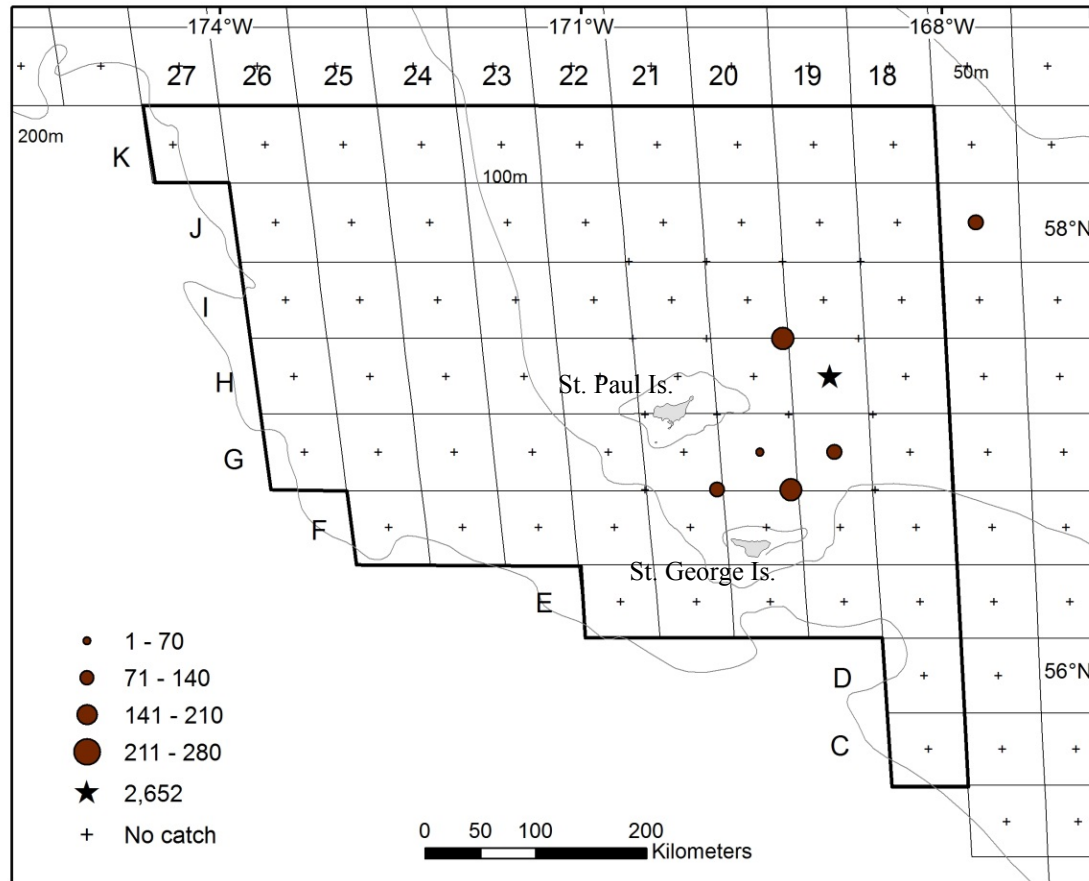 174°W 171°W 168°W
27 26 25 24 23 22 21 20 19 18 50m
200m
K
100m
J 58°N
I
H St. Paul Is.
G
F
St. George Is.
E
1 - 70
71 - 140 D 56°N
141 - 210
C
211 - 280
2,652
No catch
0 50 100 200
Kilometers